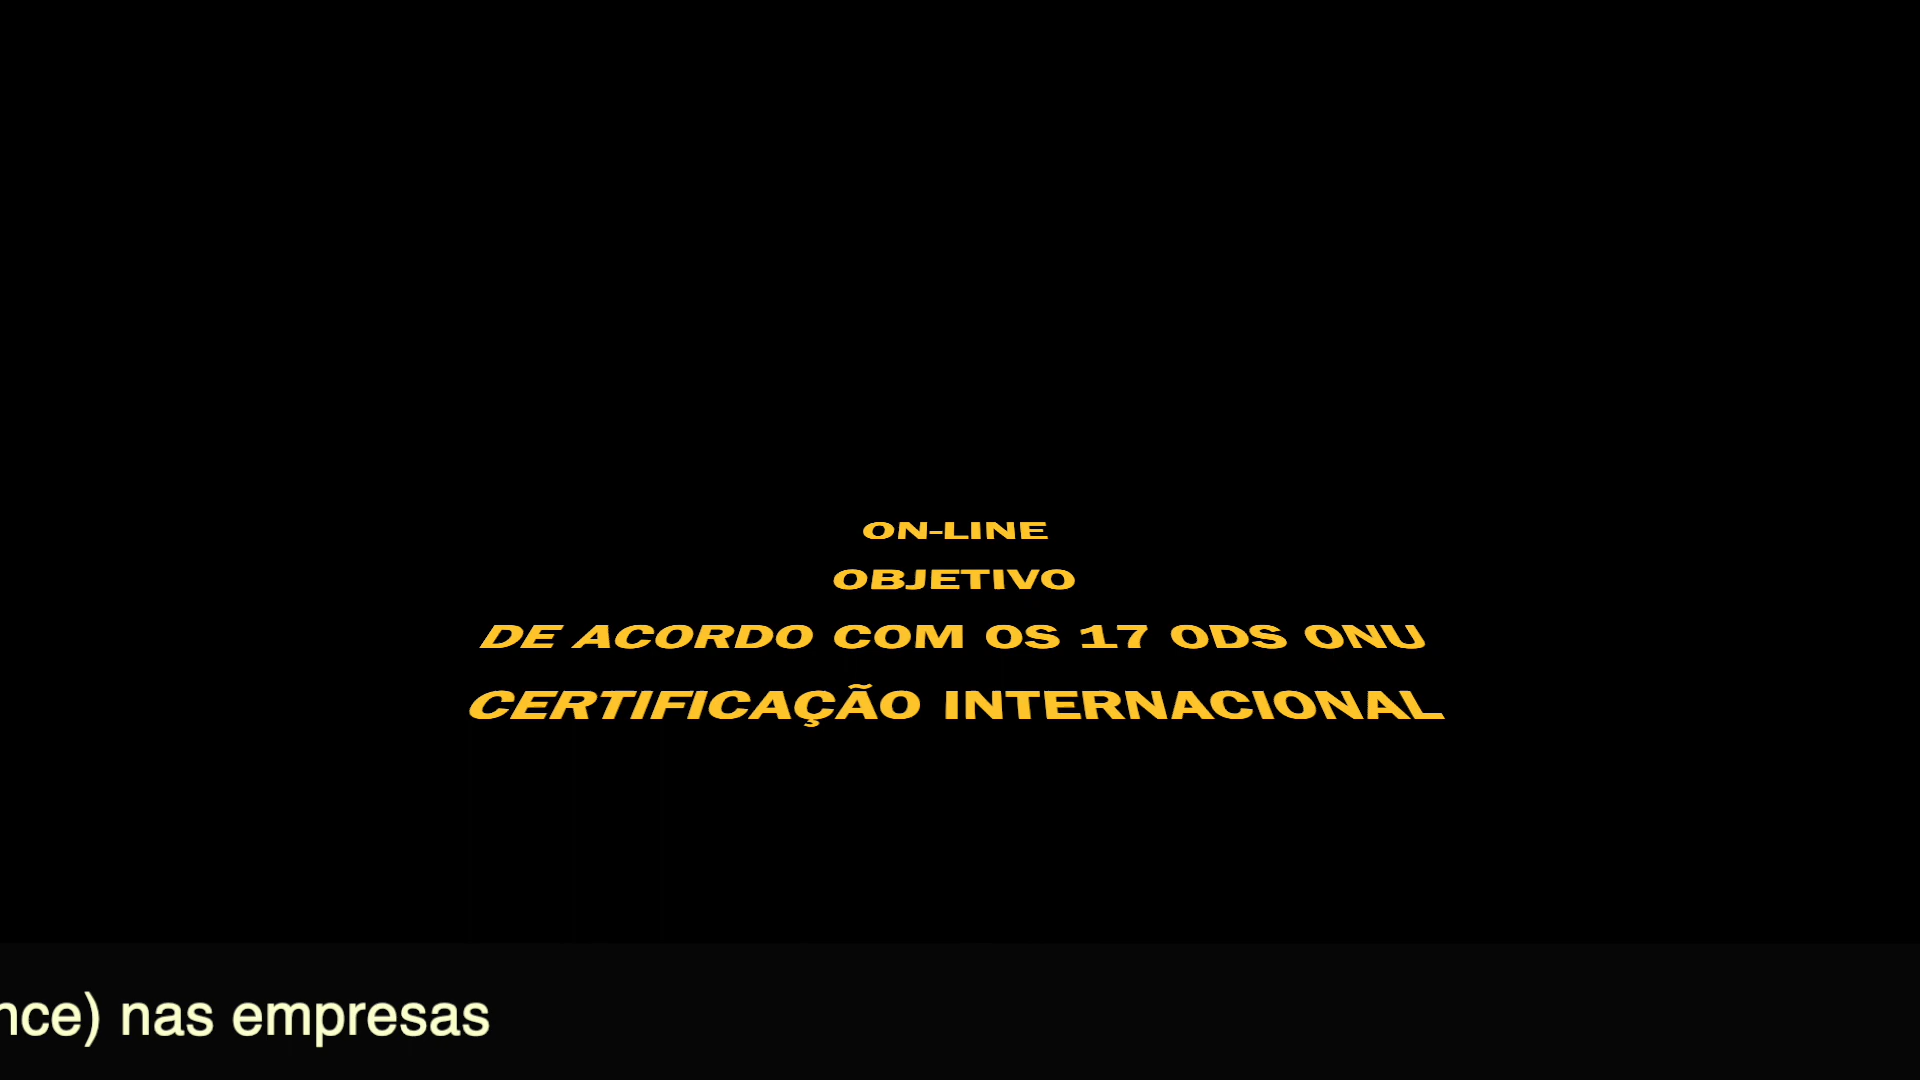 ON-LINE
OBJETIVO
DE ACORDO COM OS 17 ODS ONU
CERTIFICAÇÃO INTERNACIONAL
nce) nas empresas